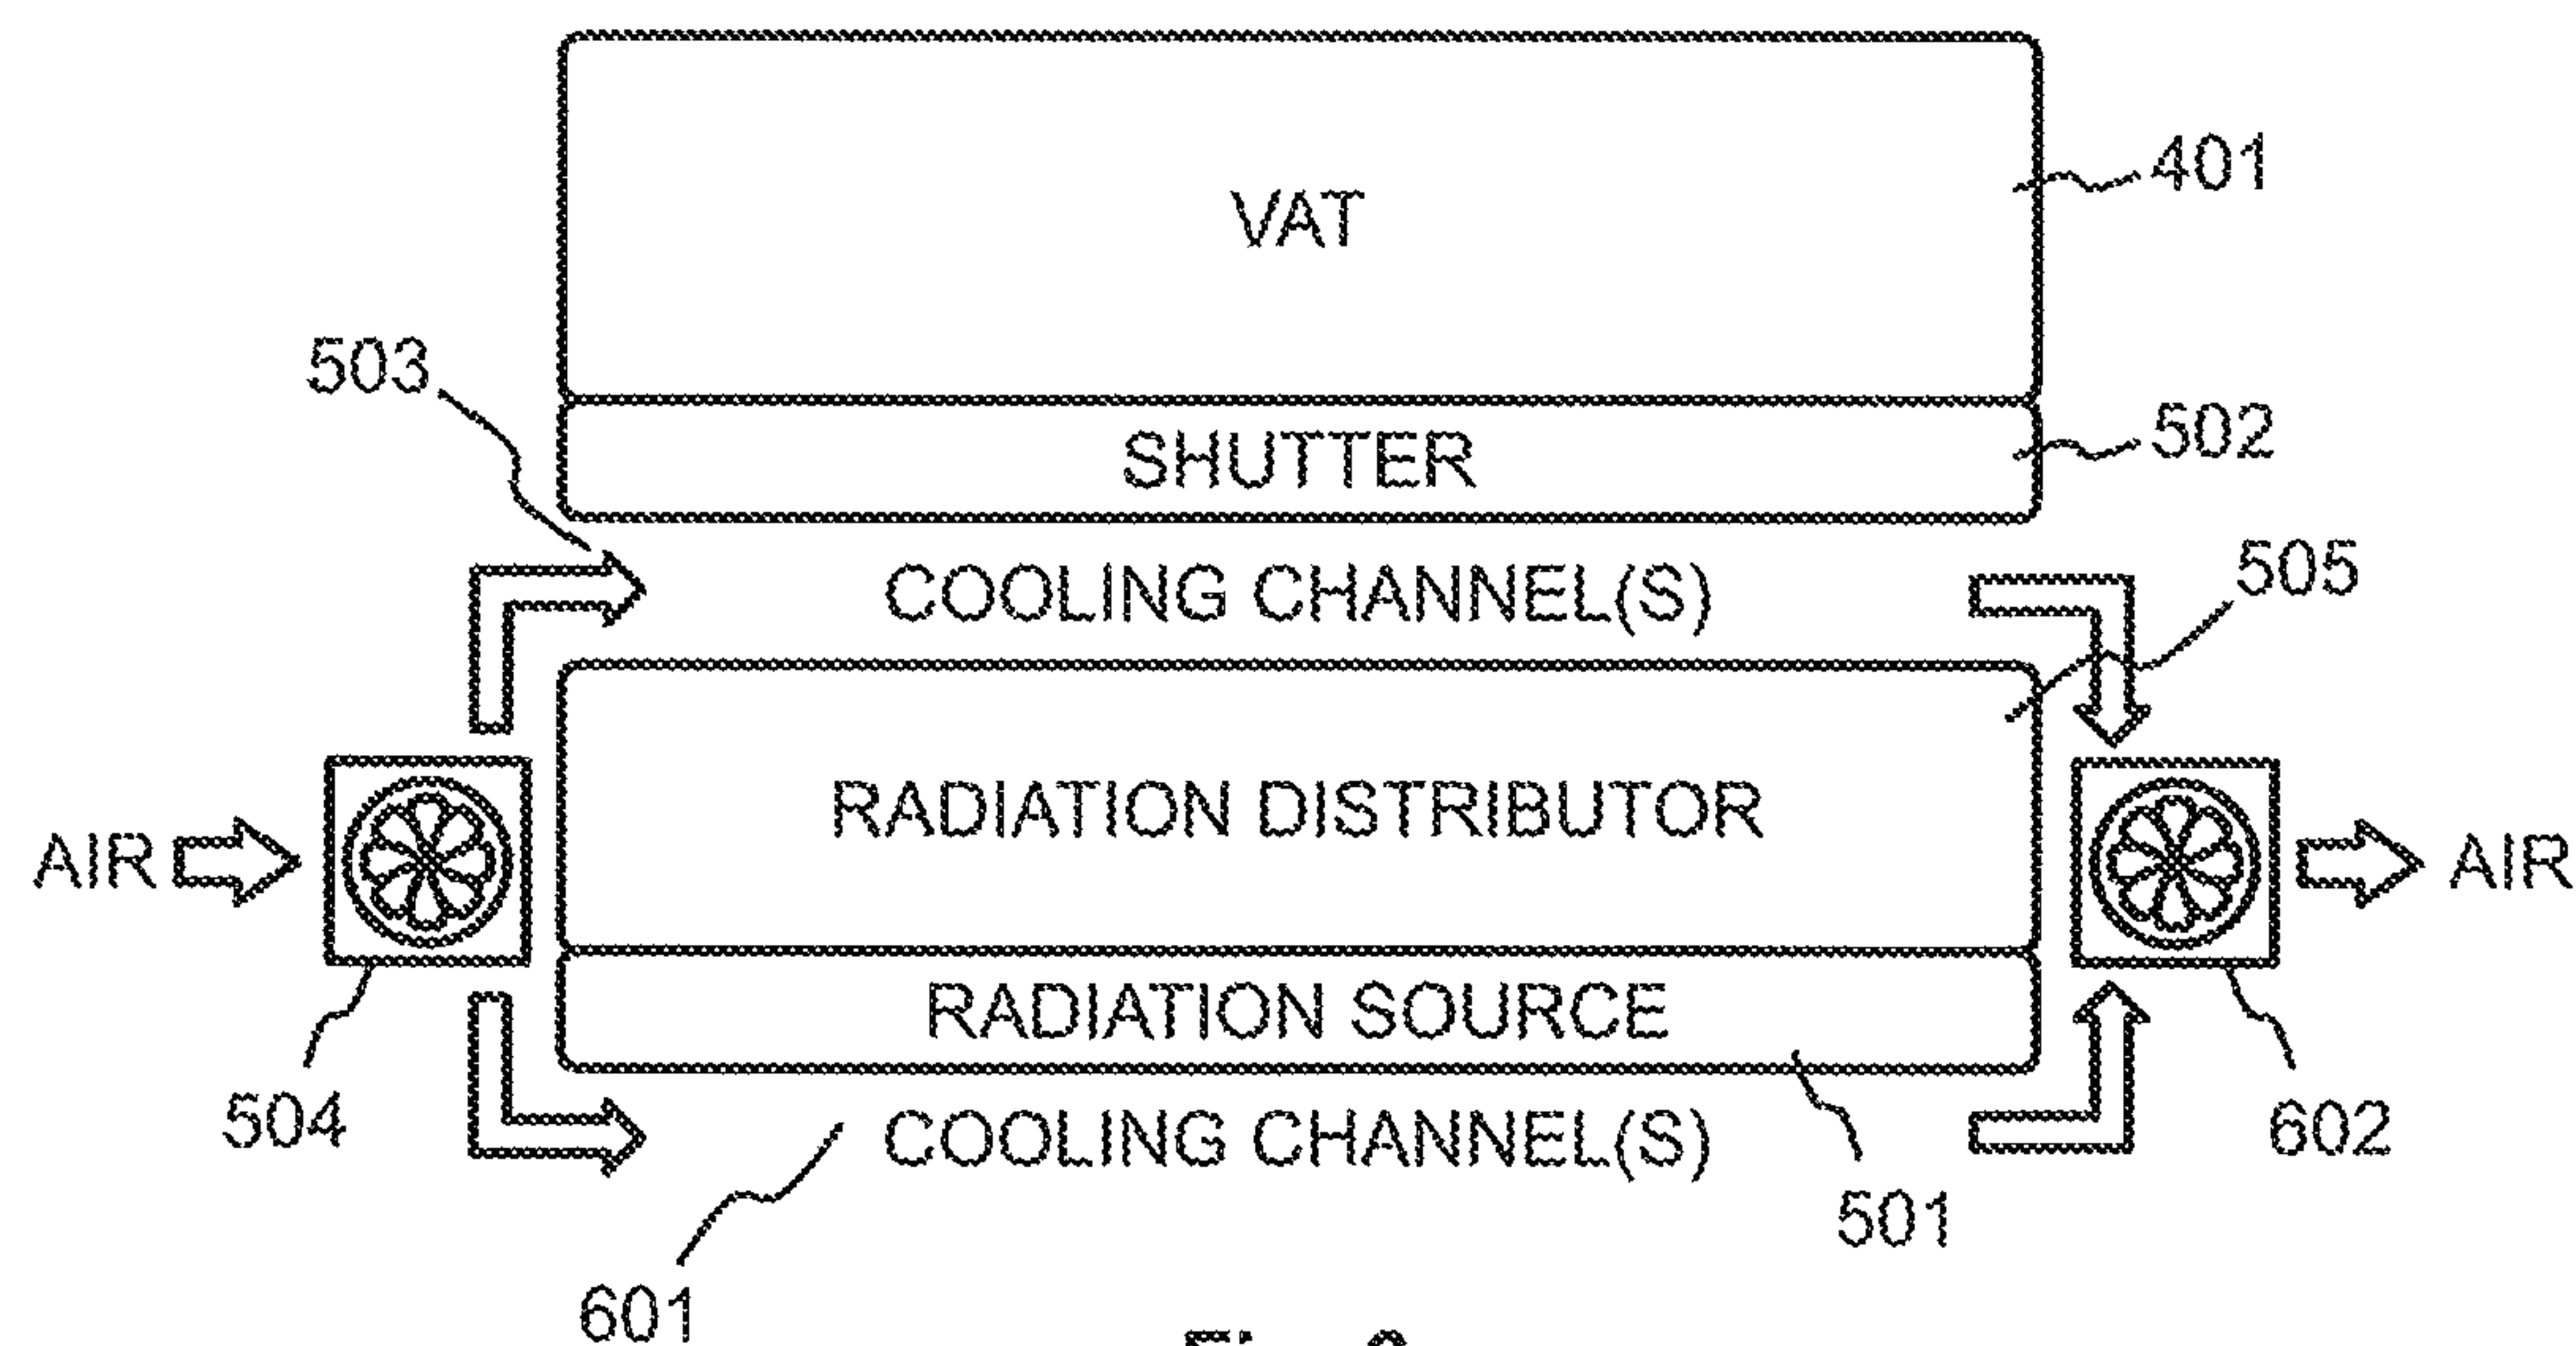 VAT
401
503
SHUTTER
502
COOLING CHANNEL(S)
505
RADIATION DISTRIBUTOR
AIR
AIR
RADIATION SOURCE
504
COOLING CHANNEL(S)
602
501
601